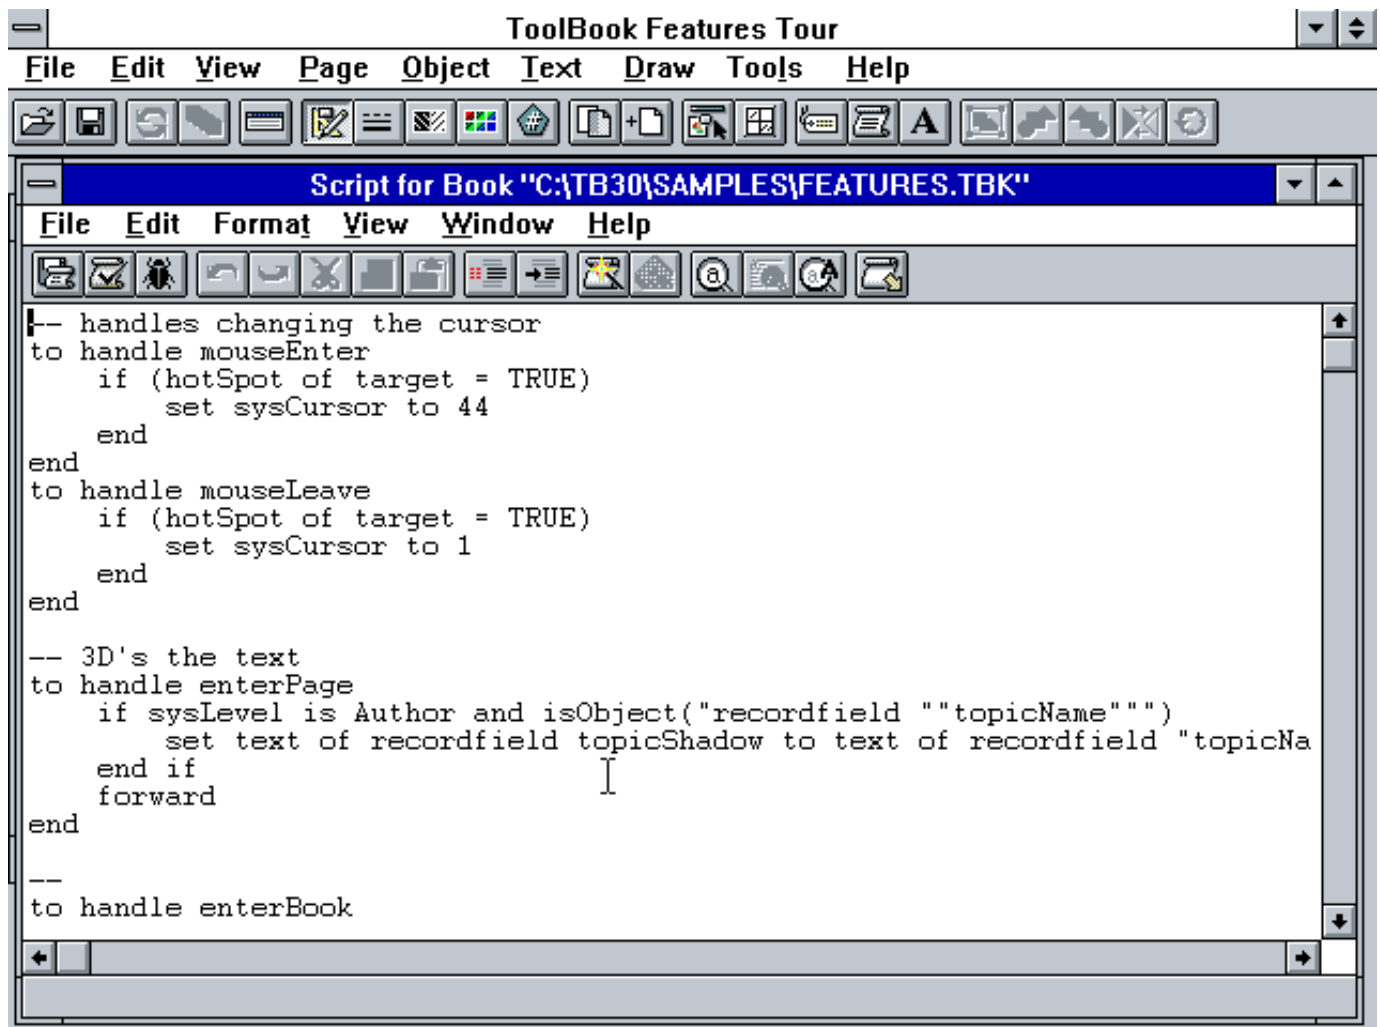 ToolBook Features Tour
File Edit View Page Object Text Draw Tools Help
Script for Book "C:\TB30\SAMPLES\FEATURES.TBK"
File Edit Format View Window Help
-- handles changing the cursor
to handle mouseEnter
    if (hotSpot of target = TRUE)
        set sysCursor to 44
    end
end
to handle mouseLeave
    if (hotSpot of target = TRUE)
        set sysCursor to 1
    end
end
-- 3D's the text
to handle enterPage
    if sysLevel is Author and isObject("recordfield ""topicName""")
        set text of recordfield topicShadow to text of recordfield "topicNa
    end if
    forward
end
--
to handle enterBook